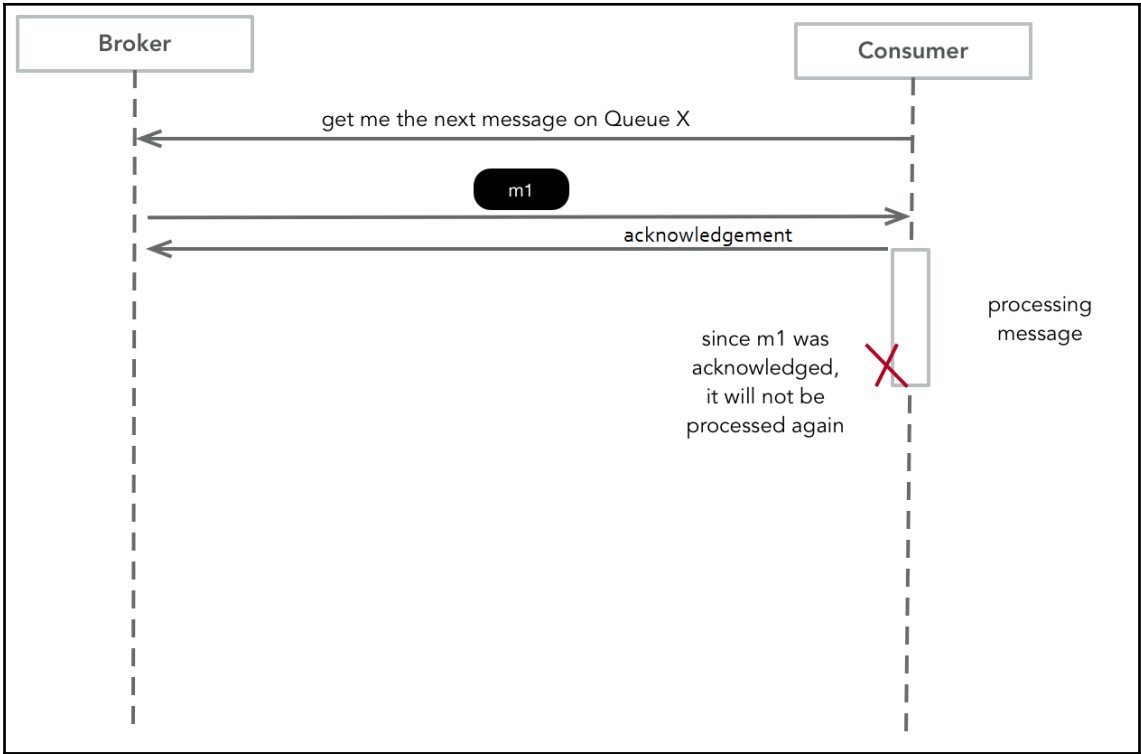 Broker
Consumer
get me the next message on Queue X
m1
acknowledgement
processing
message
since m1 was
acknowledged,
it will not be
processed again